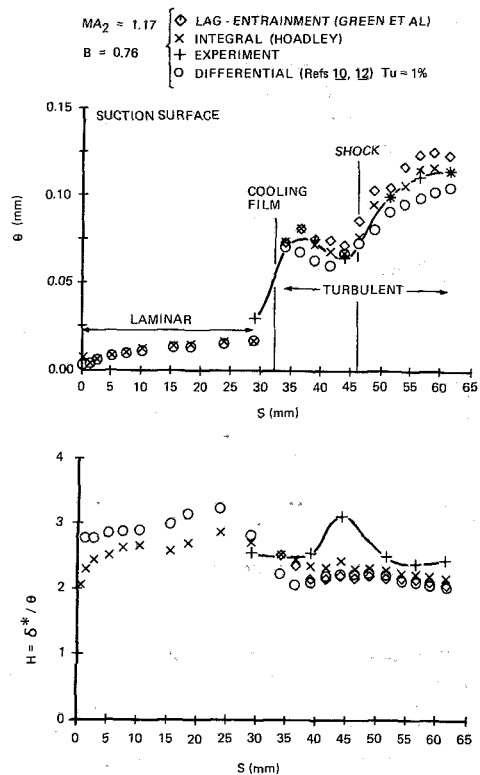 MA2 = 1.17
B = 0.76
◇ LAG - ENTRAINMENT (GREEN ET AL)
× INTEGRAL (HOADLEY)
+ EXPERIMENT
○ DIFFERENTIAL (Refs 10, 12) Tu = 1%
SUCTION SURFACE
SHOCK
COOLING
FILM
LAMINAR
TURBULENT
θ (mm)
0.15
0.10
0.05
0.00
0 5 10 15 20 25 30 35 40 45 50 55 60 65
S (mm)
H = δ*/θ
4
3
2
1
0
0 5 10 15 20 25 30 35 40 45 50 55 60 65
S (mm)